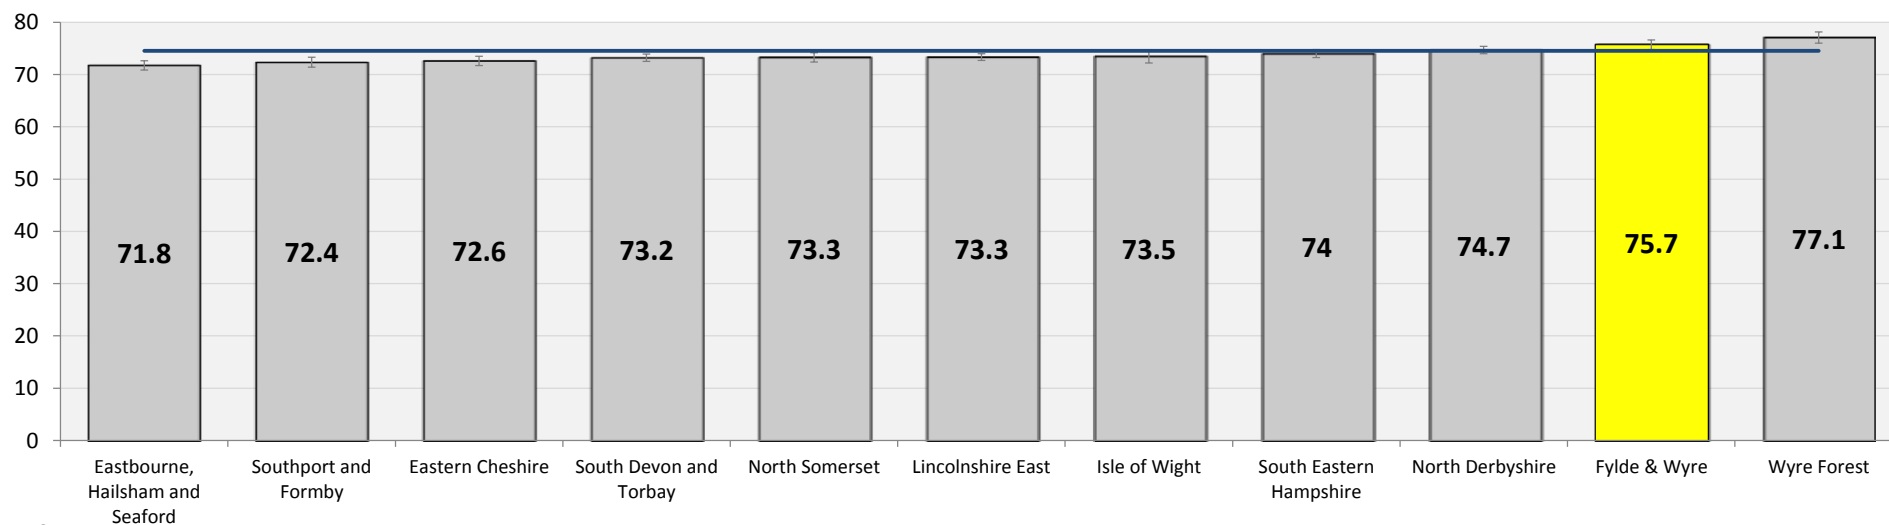 80
70
60
50
40
30
20
10
0
71.8
72.4
72.6
73.2
73.3
73.3
73.5
74
74.7
75.7
77.1
Eastbourne,
Hailsham and
Seaford
Southport and
Formby
Eastern Cheshire
South Devon and
Torbay
North Somerset
Lincolnshire East
Isle of Wight
South Eastern
Hampshire
North Derbyshire
Fylde & Wyre
Wyre Forest